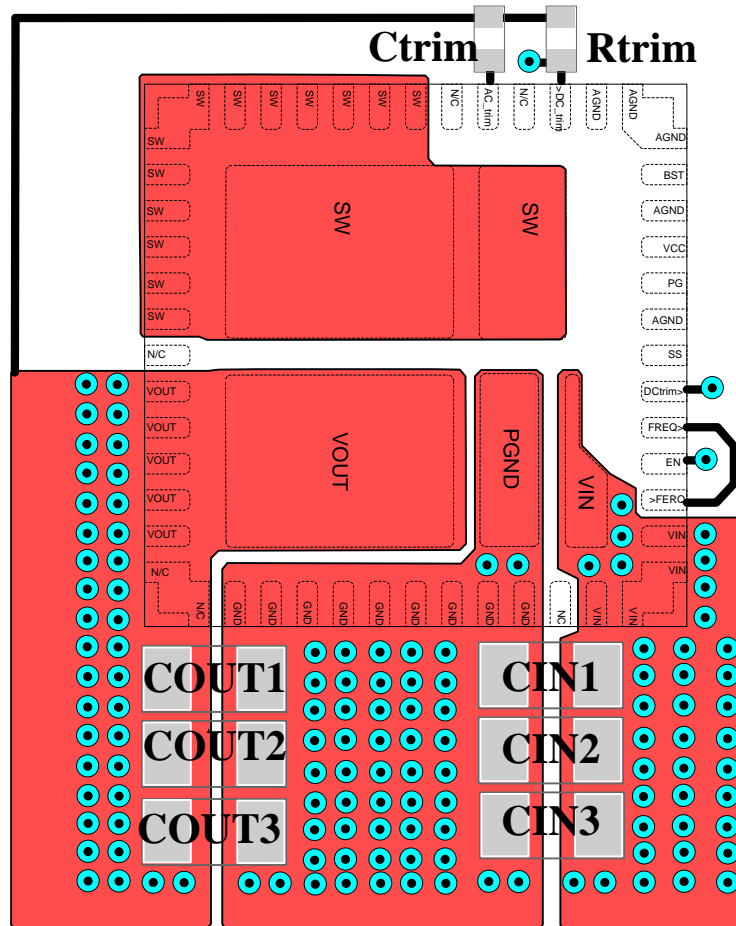 Ctrim
Rtrim
SW
SW
SW
SW
SW
SW
SW
N/C
AC_trim
N/C
>DC_trim
AGND
AGND
SW
AGND
SW
BST
SW
AGND
SW
VCC
SW
PG
SW
AGND
N/C
SS
SW
SW
VOUT
DCtrim>
VOUT
FREQ>
VOUT
EN
VOUT
>FERQ
VOUT
VIN
N/C
VIN
VOUT
PGND
VIN
N/C
GND
GND
GND
GND
GND
GND
GND
GND
GND
NC
VIN
VIN
COUT1
CIN1
COUT2
CIN2
COUT3
CIN3